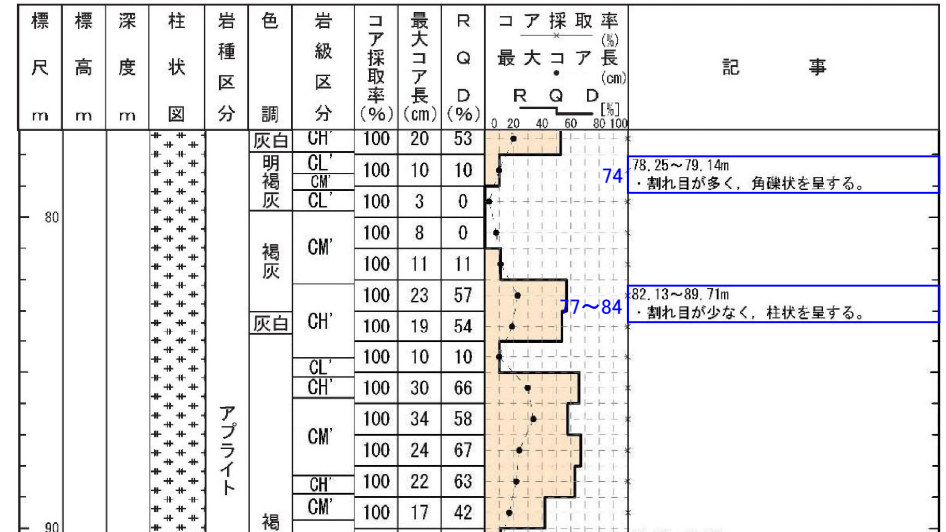 標尺 m
標高 m
深度 m
柱状図
岩種区分
色調
岩級区分
コア採取率(%)
最大コア長(cm)
RQD(%)
コア採取率
(%)
最大コア長
(cm)
RQD
[%]
0 20 40 60 80 100
記事
灰白 CH' 100 20 53
明褐灰
CL'
CM'
100 10 10
74
78.25～79.14m
・割れ目が多く，角礫状を呈する。
CL' 100 3 0
80
褐灰
CM'
100 8 0
100 11 11
100 23 57
77～84
82.13～89.71m
・割れ目が少なく，柱状を呈する。
灰白 CH' 100 19 54
100 10 10
CL'
CH' 100 30 66
アプライト
CM'
100 34 58
100 24 67
CH' 100 22 63
褐
CM' 100 17 42
90